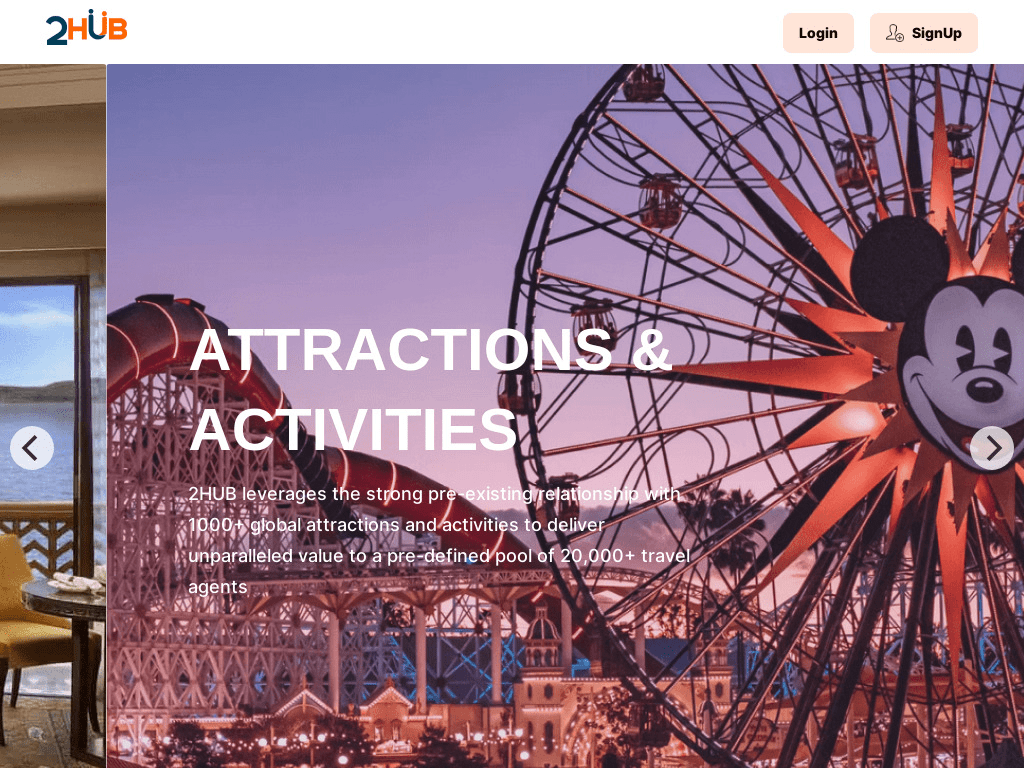 2HUB
Login
SignUp
ATTRACTIONS &
ACTIVITIES
2HUB leverages the strong pre-existing relationship with
1000+ global attractions and activities to deliver
unparalleled value to a pre-defined pool of 20,000+ travel
agents